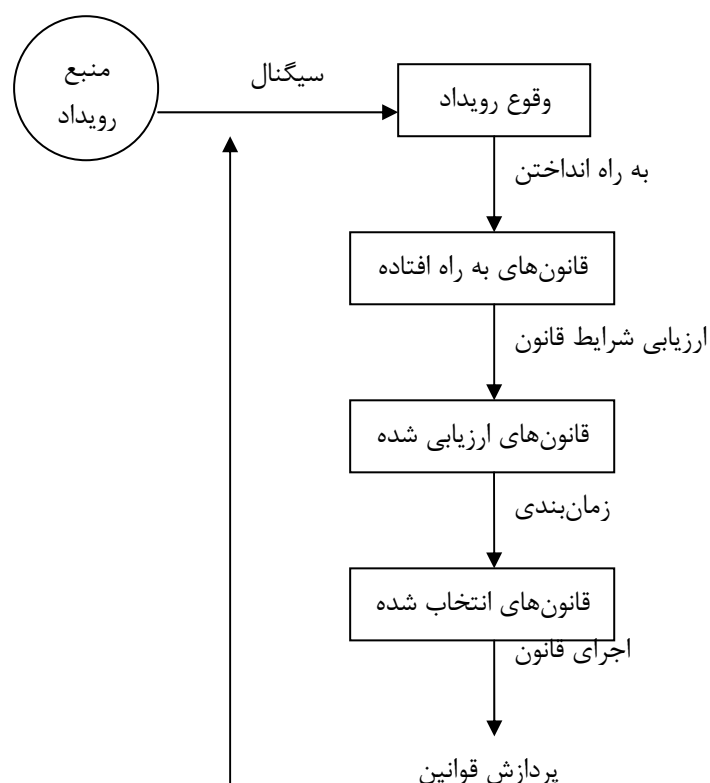 منبع
رویداد
سیگنال
وقوع رویداد
به راه انداختن
قانون‌های به راه افتاده
ارزیابی شرایط قانون
قانون‌های ارزیابی شده
زمان‌بندی
قانون‌های انتخاب شده
اجرای قانون
پردازش قوانین